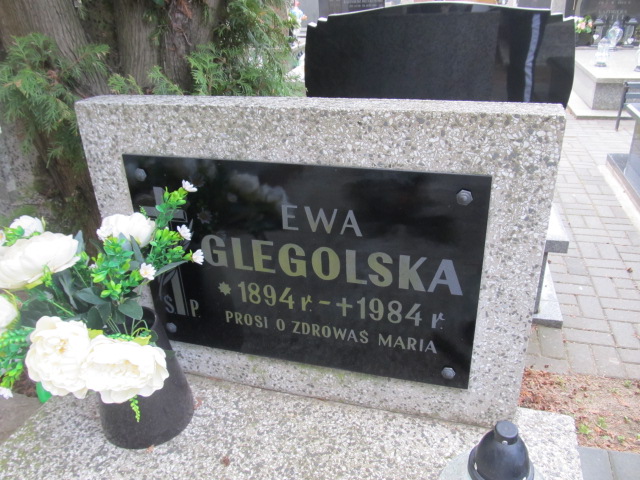 EWA
GLEGOLSKA
* 1894 r. - + 1984 r.
Ś. P.
PROSI O ZDROWAŚ MARIA